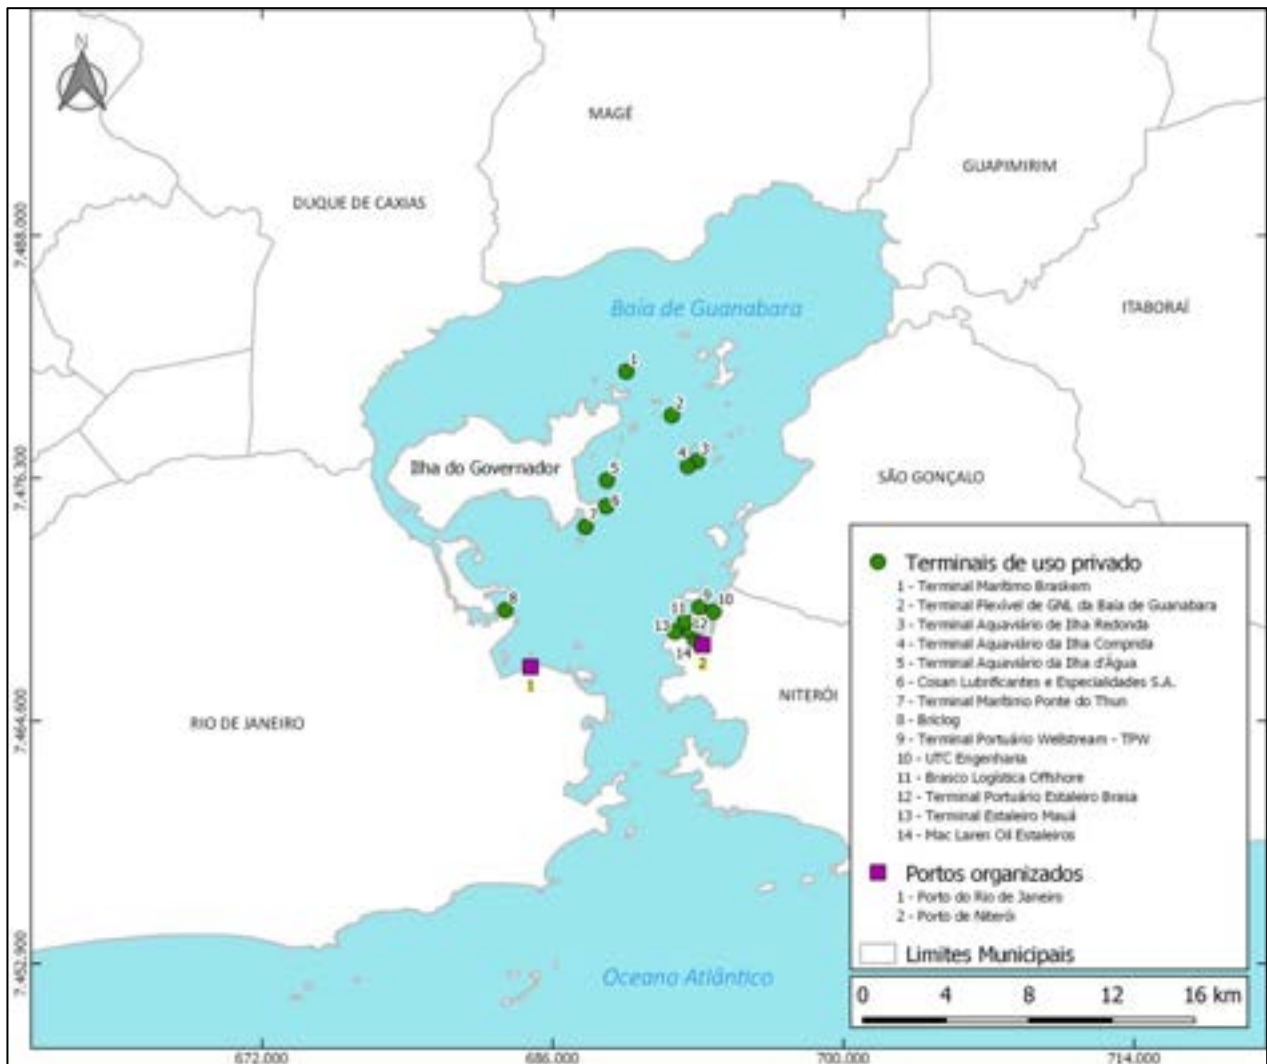 N
MAGÉ
GUAPIMIRIM
DUQUE DE CAXIAS
7.488.000
ITABORAÍ
Baía de Guanabara
1
2
3
4
Ilha do Governador
5
SÃO GONÇALO
7.476.300
6
7
8
9
10
11
12
13
14
2
1
NITERÓI
RIO DE JANEIRO
7.464.600
Terminais de uso privado
1 - Terminal Marítimo Braskem
2 - Terminal Flexível de GNL da Baía de Guanabara
3 - Terminal Aquaviário de Ilha Redonda
4 - Terminal Aquaviário da Ilha Comprida
5 - Terminal Aquaviário da Ilha d'Água
6 - Cosan Lubrificantes e Especialidades S.A.
7 - Terminal Marítimo Ponte do Thun
8 - Briclog
9 - Terminal Portuário Wellstream - TPW
10 - UTC Engenharia
11 - Brasco Logística Offshore
12 - Terminal Portuário Estaleiro Brasa
13 - Terminal Estaleiro Mauá
14 - Mac Laren Oil Estaleiros
Portos organizados
1 - Porto do Rio de Janeiro
2 - Porto de Niterói
Limites Municipais
7.452.900
Oceano Atlântico
0 4 8 12 16 km
672.000 686.000 700.000 714.000